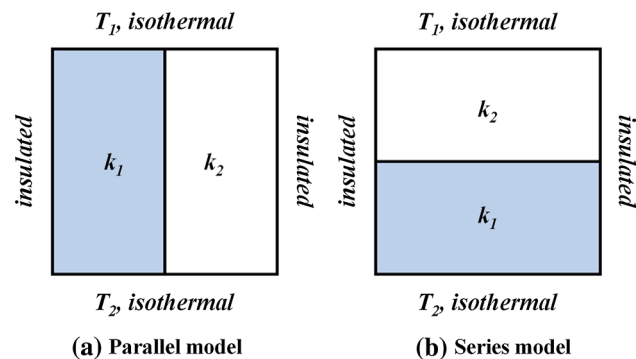 T1, isothermal
insulated
k1
k2
insulated
T2, isothermal
(a) Parallel model
T1, isothermal
insulated
k2
k1
insulated
T2, isothermal
(b) Series model